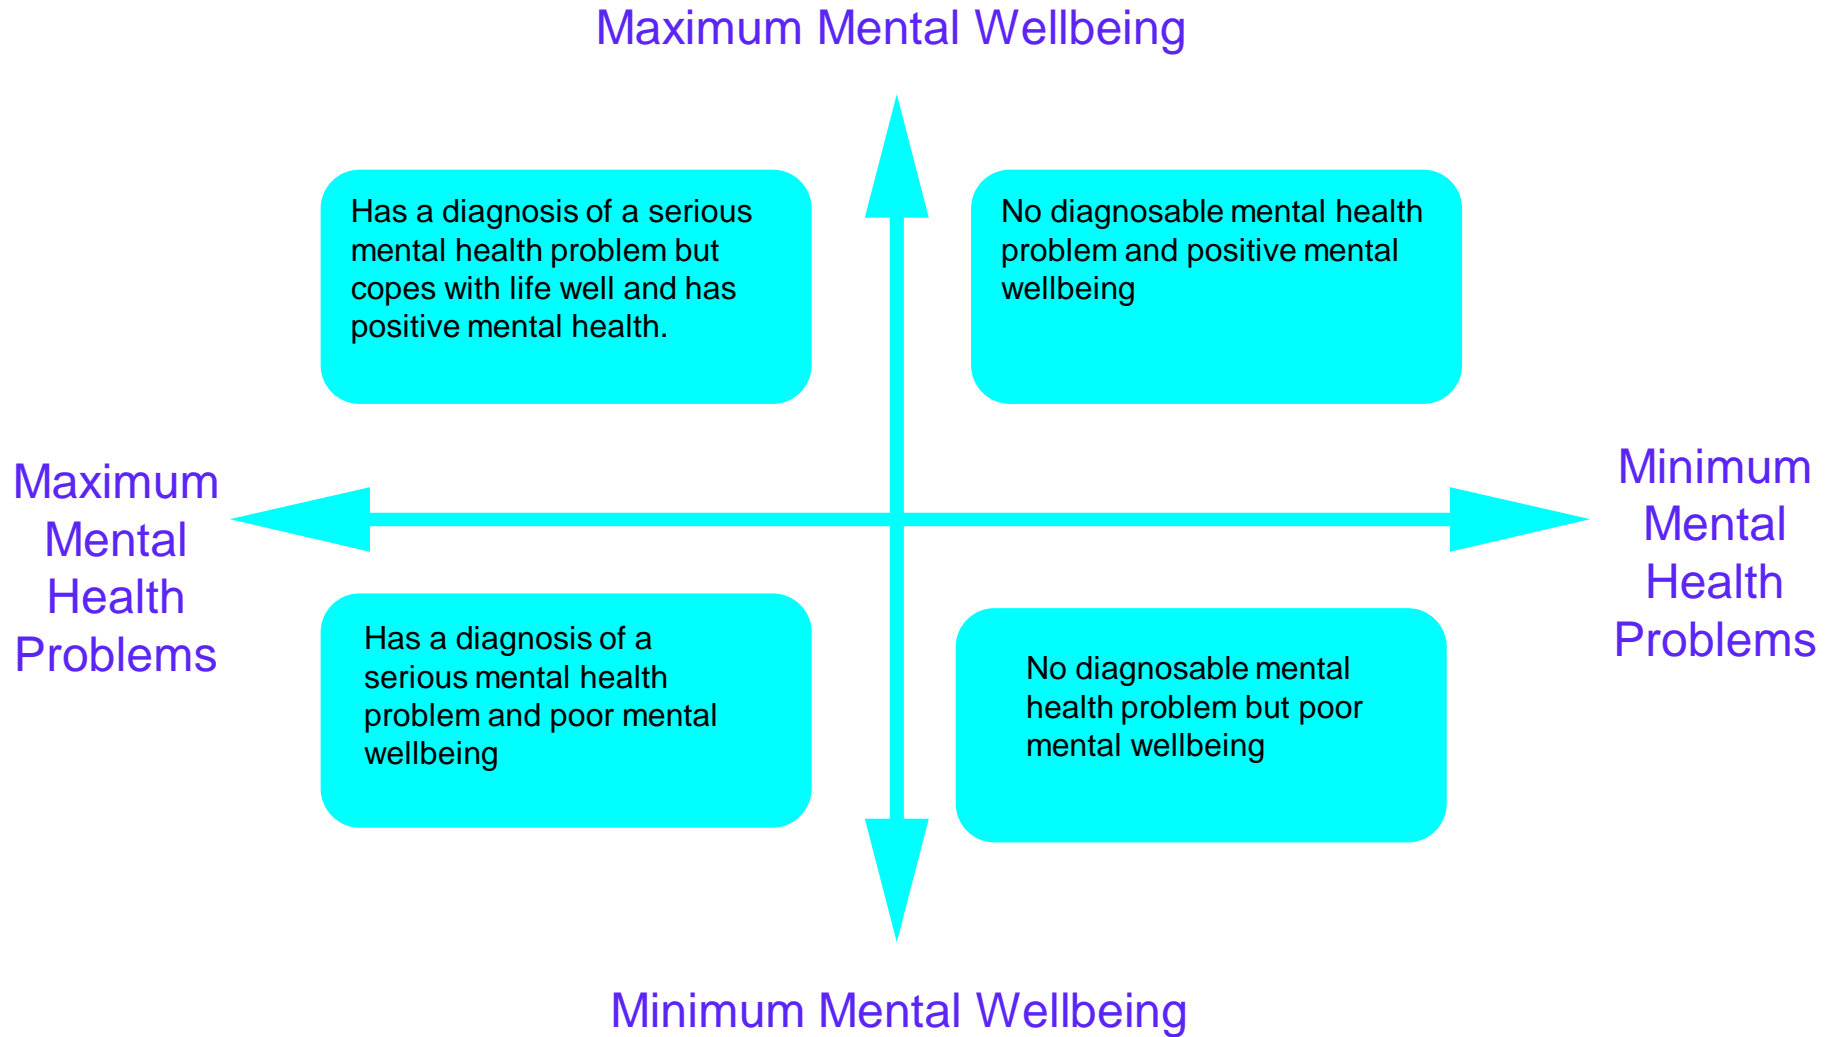 Maximum Mental Wellbeing
Has a diagnosis of a serious
mental health problem but
copes with life well and has
positive mental health.
No diagnosable mental health
problem and positive mental
wellbeing
Maximum
Mental
Health
Problems
Minimum
Mental
Health
Problems
Has a diagnosis of a
serious mental health
problem and poor mental
wellbeing
No diagnosable mental
health problem but poor
mental wellbeing
Minimum Mental Wellbeing